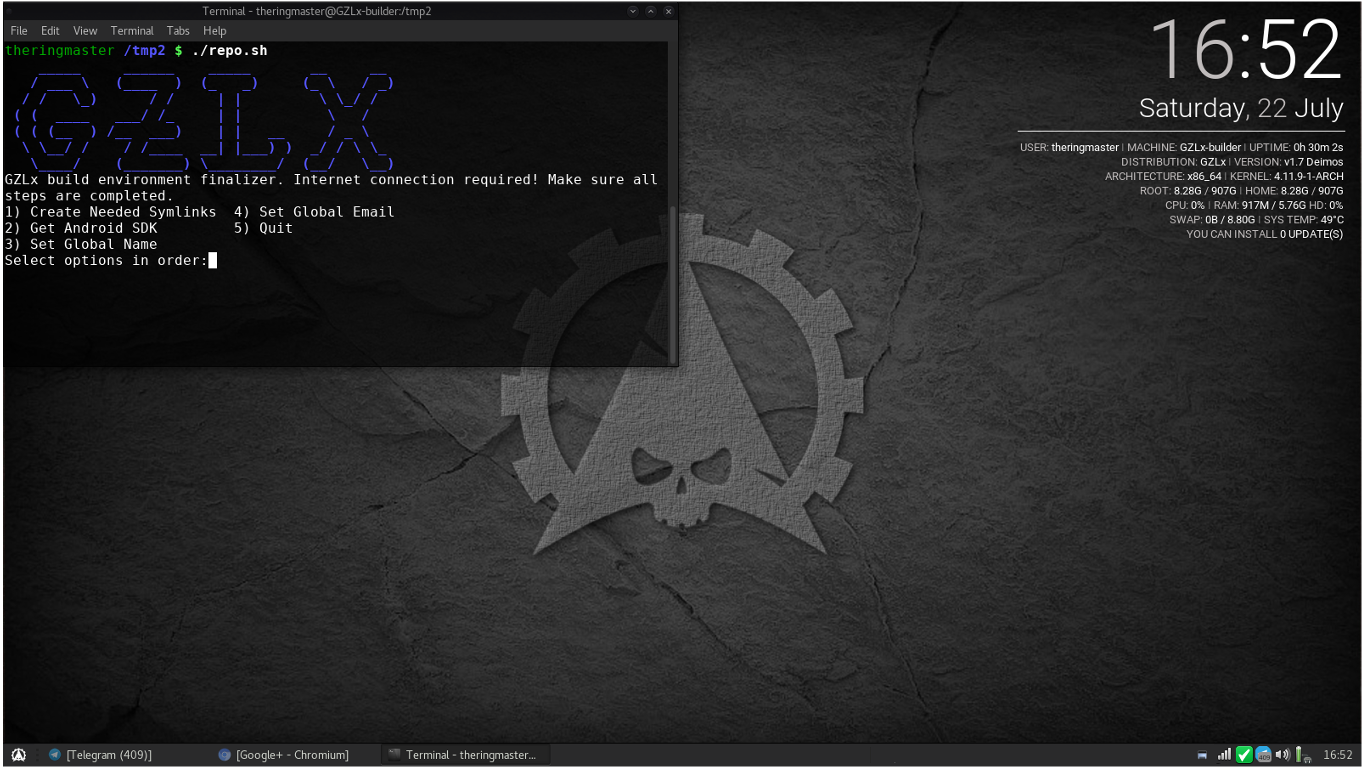 Terminal - theringmaster@GZLx-builder:/tmp2
File Edit View Terminal Tabs Help
theringmaster /tmp2 $ ./repo.sh
GZLX
GZLx build environment finalizer. Internet connection required! Make sure all
steps are completed.
1) Create Needed Symlinks  4) Set Global Email
2) Get Android SDK         5) Quit
3) Set Global Name
Select options in order:
16:52
Saturday, 22 July
USER: theringmaster | MACHINE: GZLx-builder | UPTIME: 0h 30m 2s
DISTRIBUTION: GZLx | VERSION: v1.7 Deimos
ARCHITECTURE: x86_64 | KERNEL: 4.11.9-1-ARCH
ROOT: 8.28G / 907G | HOME: 8.28G / 907G
CPU: 0% | RAM: 917M / 5.76G HD: 0%
SWAP: 0B / 8.80G | SYS TEMP: 49°C
YOU CAN INSTALL 0 UPDATE(S)
[Telegram (409)] [Google+ - Chromium] Terminal - theringmaster... 409 16:52